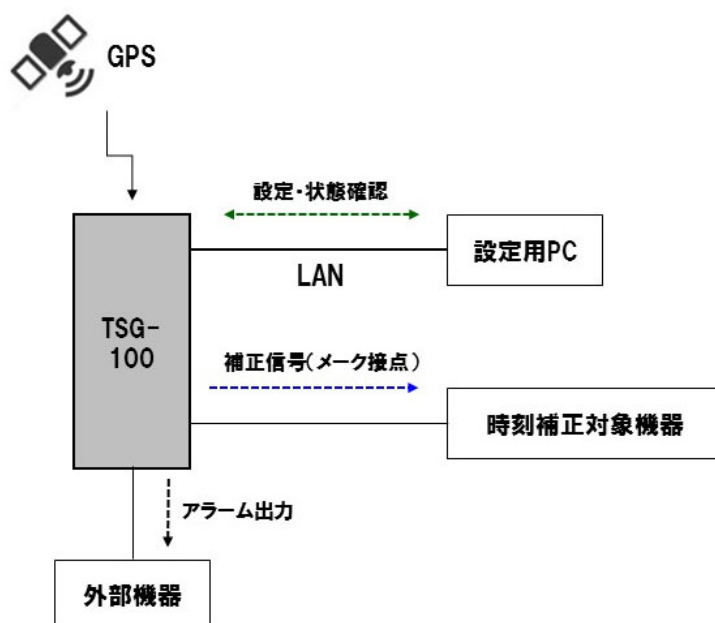 GPS
設定・状態確認
設定用PC
LAN
TSG-
100
補正信号(メーク接点)
時刻補正対象機器
アラーム出力
外部機器